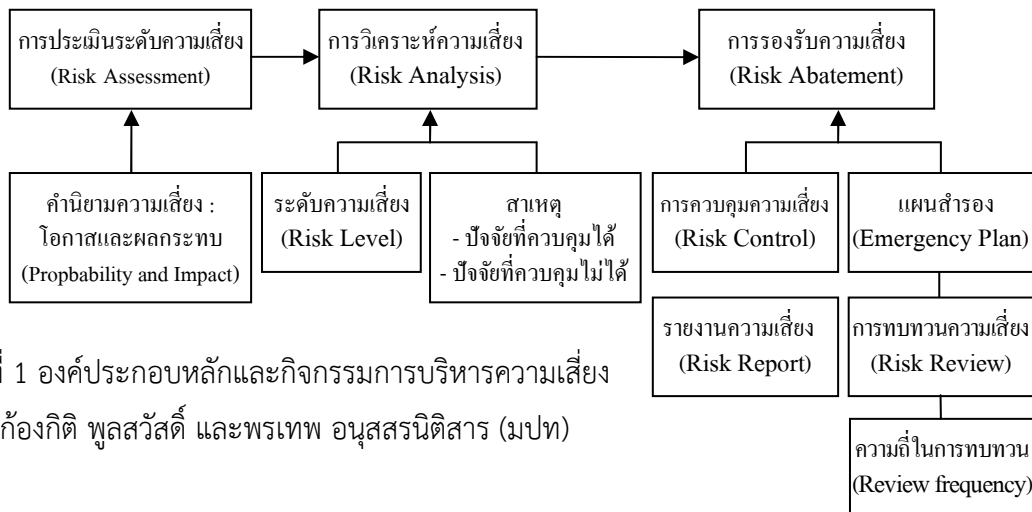 การประเมินระดับความเสี่ยง
(Risk Assessment)
การวิเคราะห์ความเสี่ยง
(Risk Analysis)
การรองรับความเสี่ยง
(Risk Abatement)
คำนิยามความเสี่ยง :
โอกาสและผลกระทบ
(Propbability and Impact)
ระดับความเสี่ยง
(Risk Level)
สาเหตุ
- ปัจจัยที่ควบคุมได้
- ปัจจัยที่ควบคุมไม่ได้
การควบคุมความเสี่ยง
(Risk Control)
แผนสำรอง
(Emergency Plan)
รายงานความเสี่ยง
(Risk Report)
การทบทวนความเสี่ยง
(Risk Review)
ความถี่ในการทบทวน
(Review frequency)
ที่ 1 องค์ประกอบหลักและกิจกรรมการบริหารความเสี่ยง
ก้องกิติ พูลสวัสดิ์ และพรเทพ อนุสสรนิติสาร (มปท)